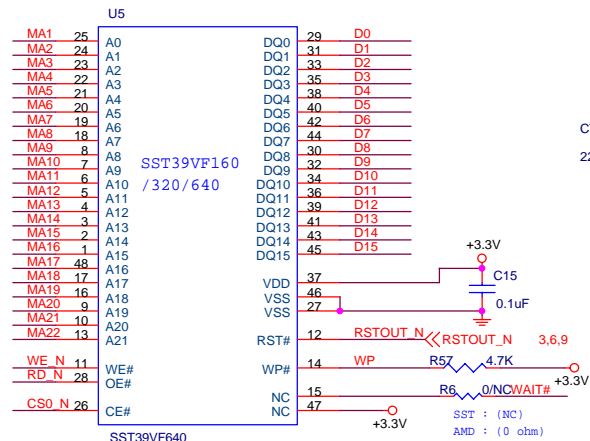 U5
MA1 25 A0 DQ0 29 D0
MA2 24 A1 DQ1 31 D1
MA3 23 A2 DQ2 33 D2
MA4 22 A3 DQ3 35 D3
MA5 21 A4 DQ4 38 D4
MA6 20 A5 DQ5 40 D5
MA7 19 A6 DQ6 42 D6
MA8 18 A7 DQ7 44 D7
MA9 8 A8 DQ8 30 D8
MA10 7 A9 DQ9 32 D9
MA11 6 A10 DQ10 34 D10
MA12 5 A11 DQ11 36 D11
MA13 4 A12 DQ12 39 D12
MA14 3 A13 DQ13 41 D13
MA15 2 A14 DQ14 43 D14
MA16 1 A15 DQ15 45 D15
SST39VF160
/320/640
MA17 48 A16
MA18 17 A17 VDD 37
MA19 16 A18 VSS 46
MA20 9 A19 VSS 27
MA21 10 A20
MA22 13 A21 RST# 12 RSTOUT_N RSTOUT_N 3,6,9
+3.3V
C15
0.1uF
WE_N 11 WE# WP# 14 WP R57 4.7K +3.3V
RD_N 28 OE#
NC 15 R6 0/NC WAIT#
CS0_N 26 CE# NC 47 +3.3V
SST : (NC)
AMD : (0 ohm)
SST39VF640
22